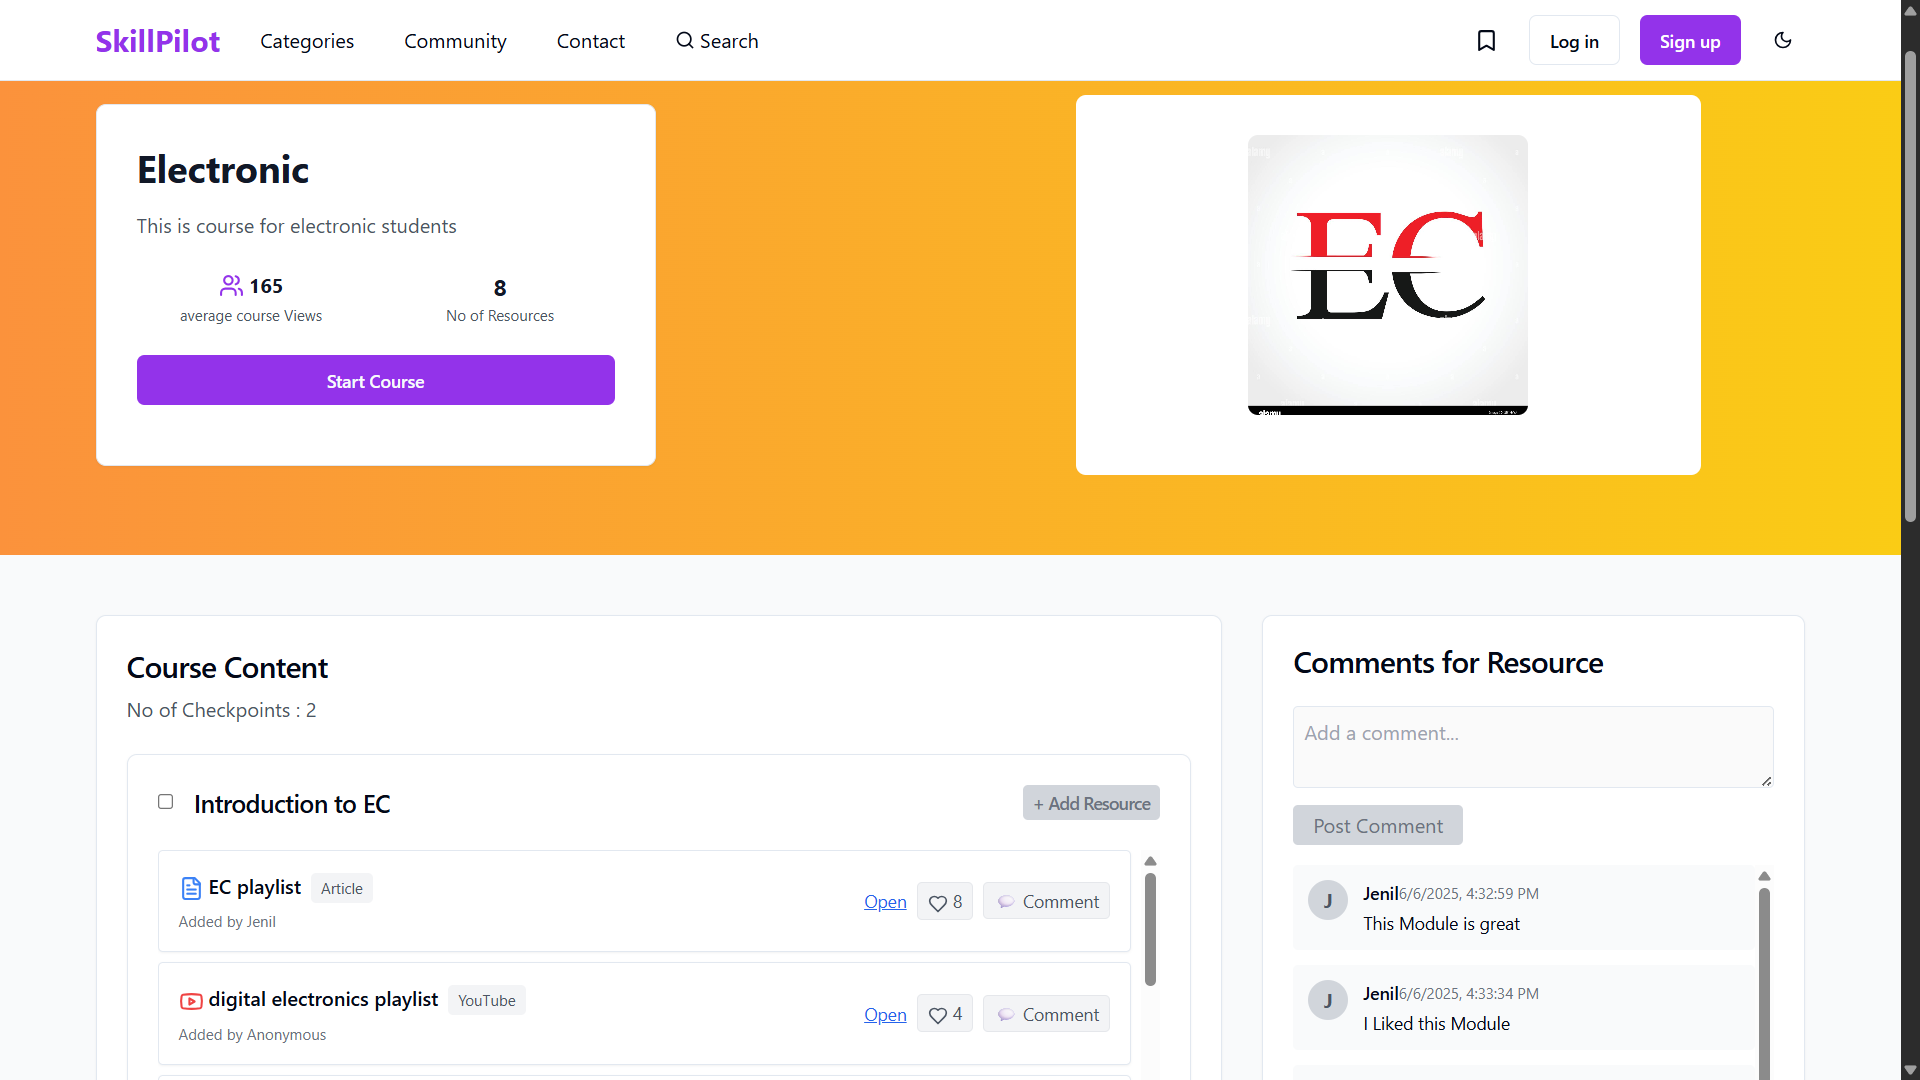 SkillPilot
Categories
Community
Contact
Search
Log in
Sign up
Electronic
This is course for electronic students
165
average course Views
8
No of Resources
Start Course
EC
alamy
Course Content
No of Checkpoints : 2
Introduction to EC
+ Add Resource
EC playlist Article
Added by Jenil
Open 8 Comment
digital electronics playlist YouTube
Added by Anonymous
Open 4 Comment
Comments for Resource
Add a comment...
Post Comment
J
Jenil6/6/2025, 4:32:59 PM
This Module is great
J
Jenil6/6/2025, 4:33:34 PM
I Liked this Module